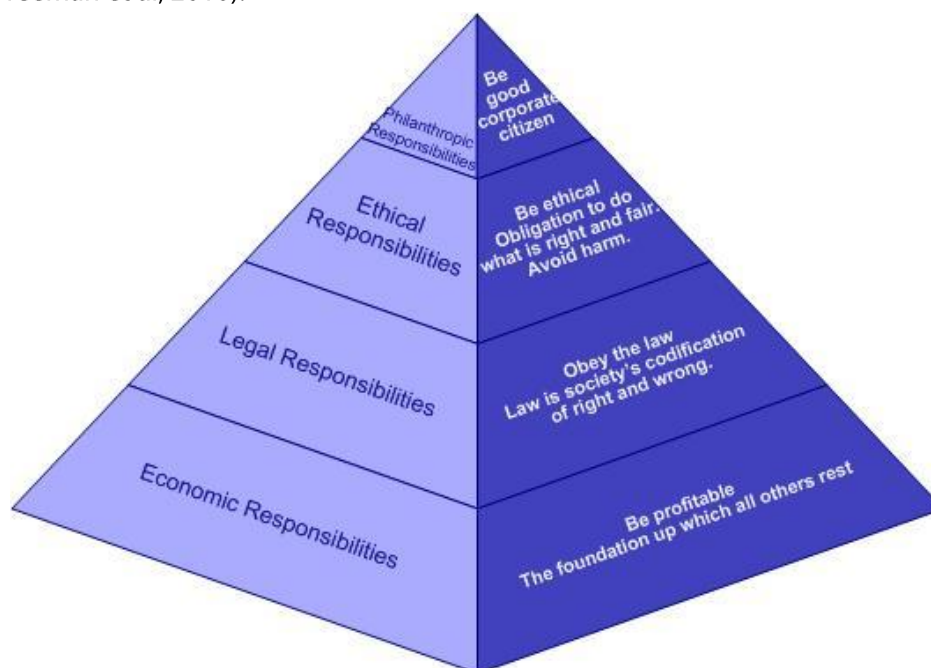 Be
good
corporate
citizen
Philanthropic
Responsibilities
Ethical
Responsibilities
Be ethical
Obligation to do
what is right and fair.
Avoid harm.
Legal Responsibilities
Obey the law
Law is society's codification
of right and wrong.
Economic Responsibilities
Be profitable
The foundation up which all others rest